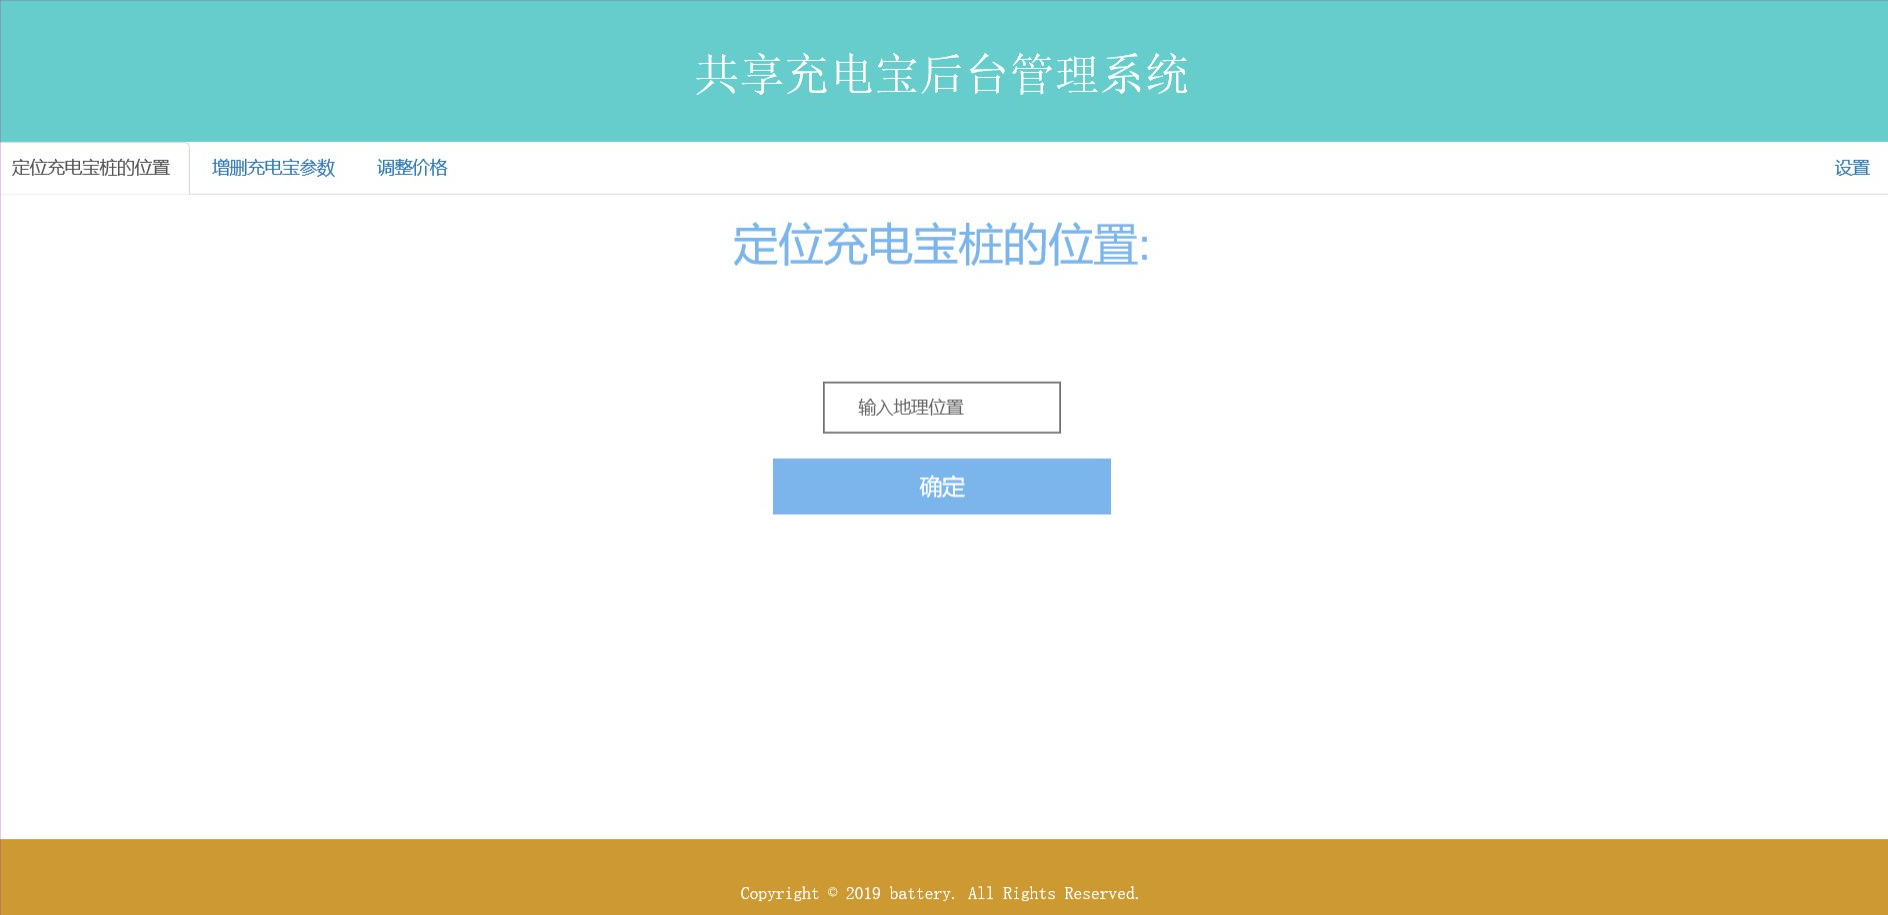 共享充电宝后台管理系统
定位充电宝桩的位置 增删充电宝参数 调整价格 设置
定位充电宝桩的位置:
输入地理位置
确定
Copyright © 2019 battery. All Rights Reserved.